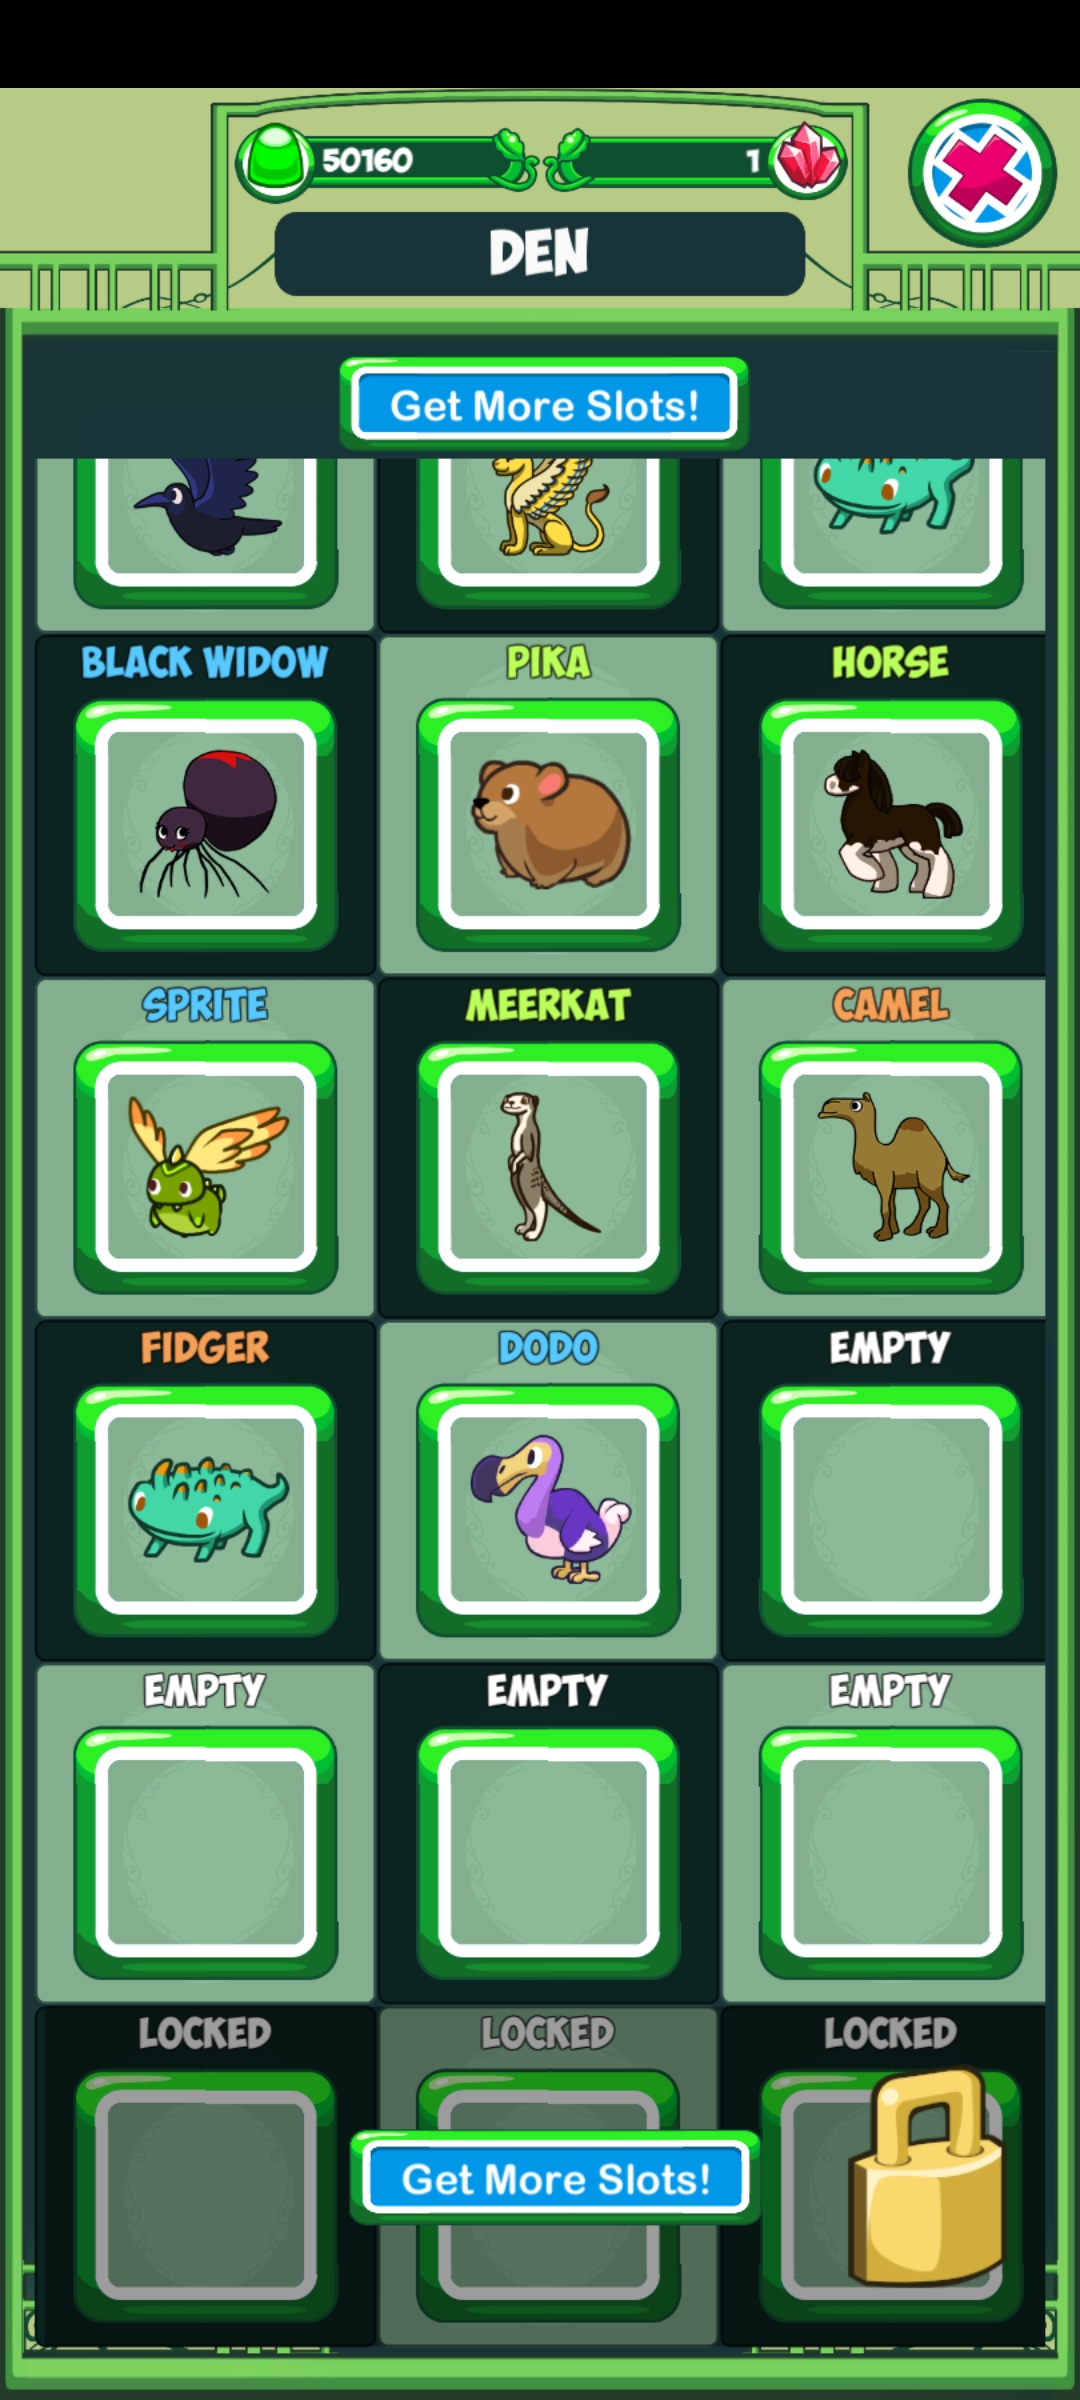 50160
1
DEN
Get More Slots!
BLACK WIDOW
PIKA
HORSE
SPRITE
MEERKAT
CAMEL
FIDGER
DODO
EMPTY
EMPTY
EMPTY
EMPTY
LOCKED
LOCKED
LOCKED
Get More Slots!